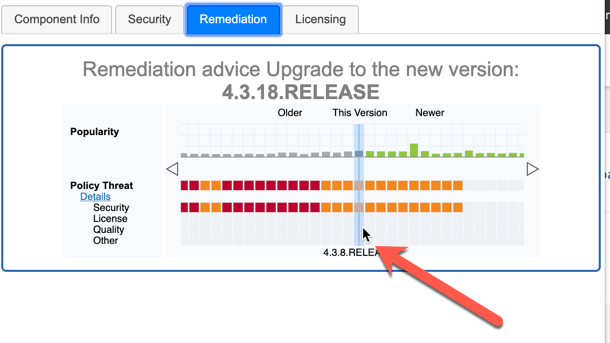 Component Info Security Remediation Licensing
Remediation advice Upgrade to the new version:
4.3.18.RELEASE
Older This Version Newer
Popularity
Policy Threat
Details
Security
License
Quality
Other
4.3.8.RELEA